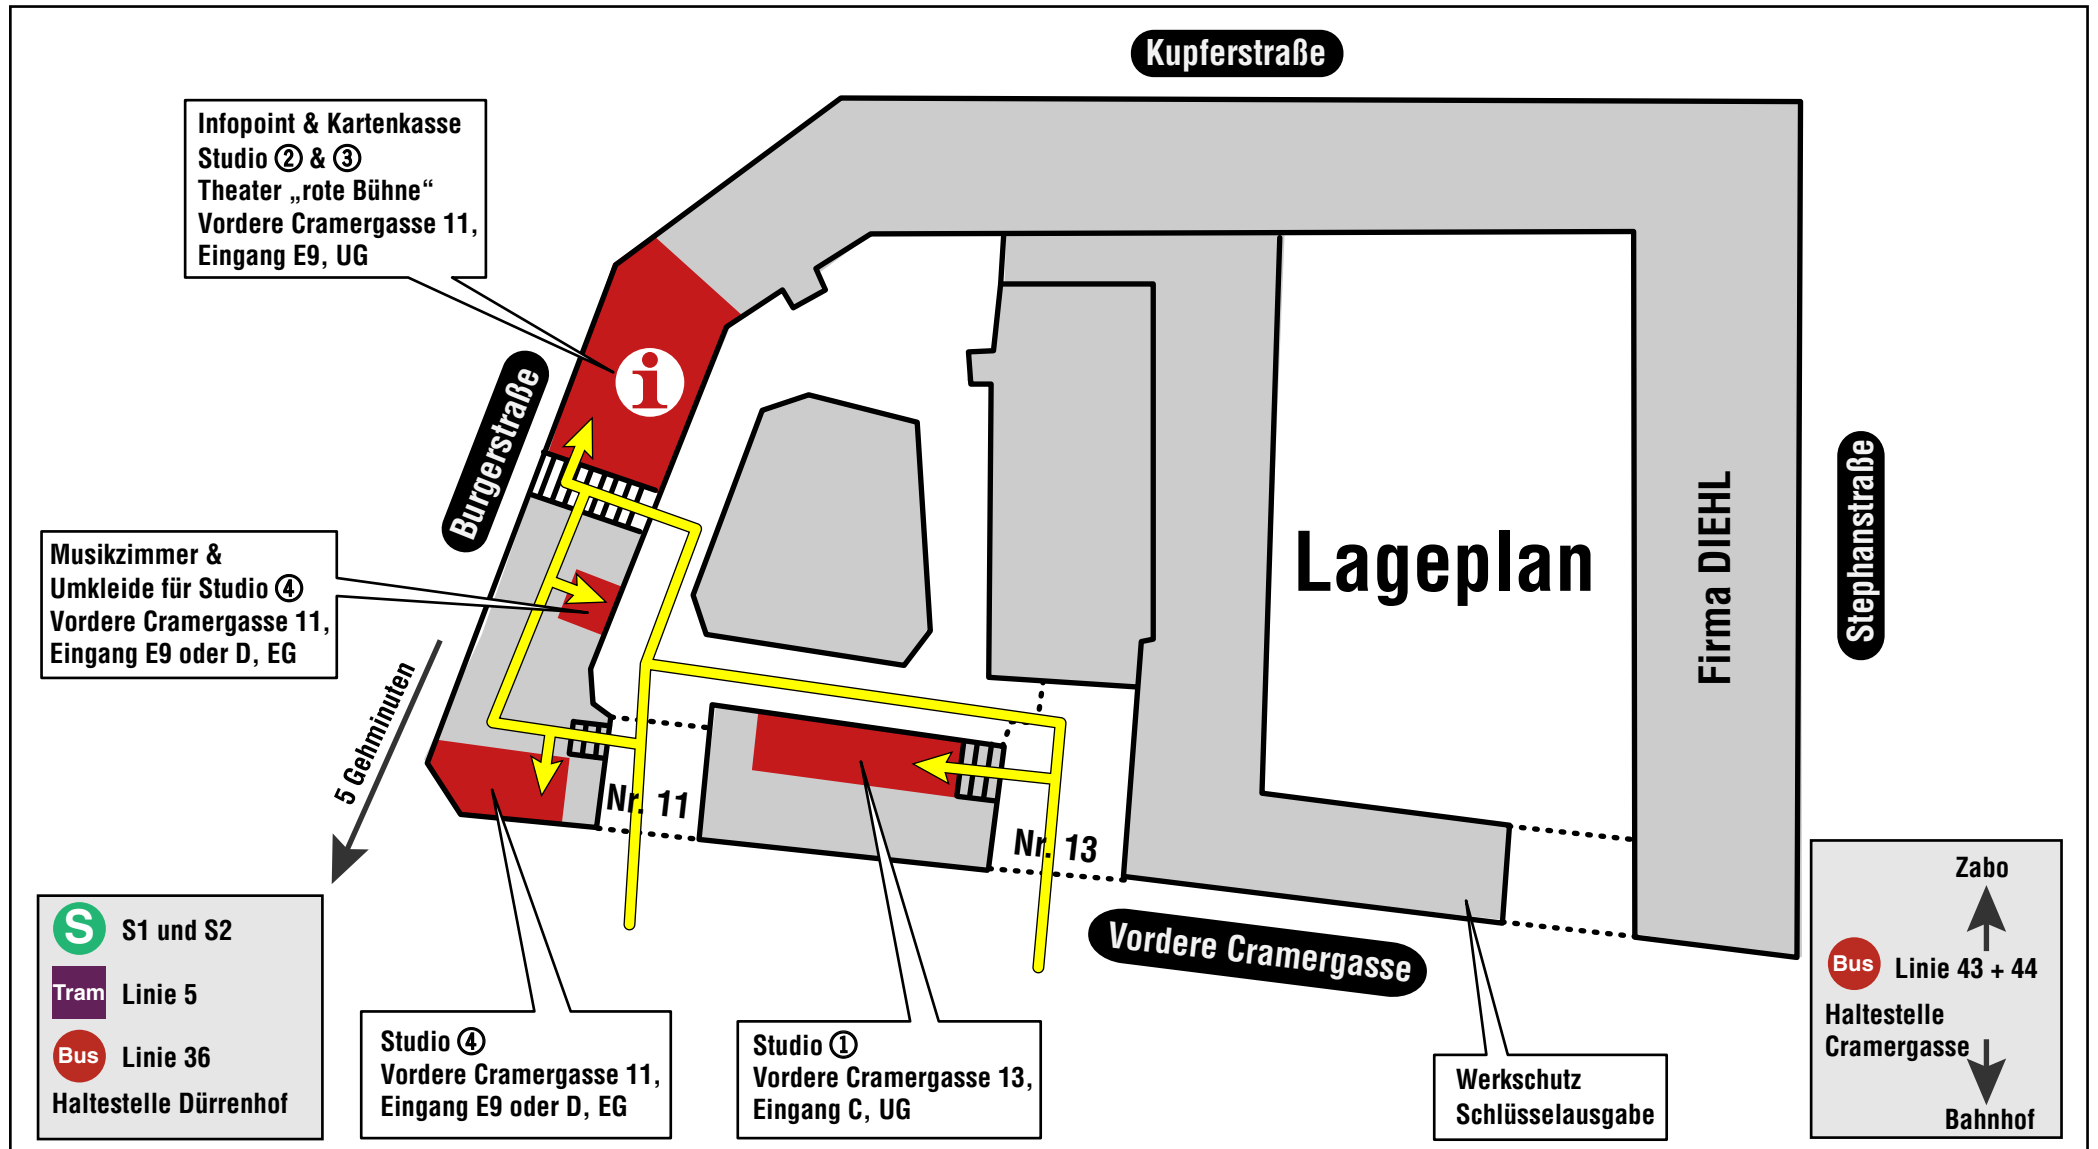 Kupferstraße
Infopoint & Kartenkasse
Studio ② & ③
Theater „rote Bühne“
Vordere Cramergasse 11,
Eingang E9, UG
Burgerstraße
Musikzimmer &
Umkleide für Studio ④
Vordere Cramergasse 11,
Eingang E9 oder D, EG
Lageplan
Firma DIEHL
Stephanstraße
5 Gehminuten
Nr. 11
Nr. 13
Vordere Cramergasse
S S1 und S2
Tram Linie 5
Bus Linie 36
Haltestelle Dürrenhof
Studio ④
Vordere Cramergasse 11,
Eingang E9 oder D, EG
Studio ①
Vordere Cramergasse 13,
Eingang C, UG
Werkschutz
Schlüsselausgabe
Zabo
Bus Linie 43 + 44
Haltestelle
Cramergasse
Bahnhof